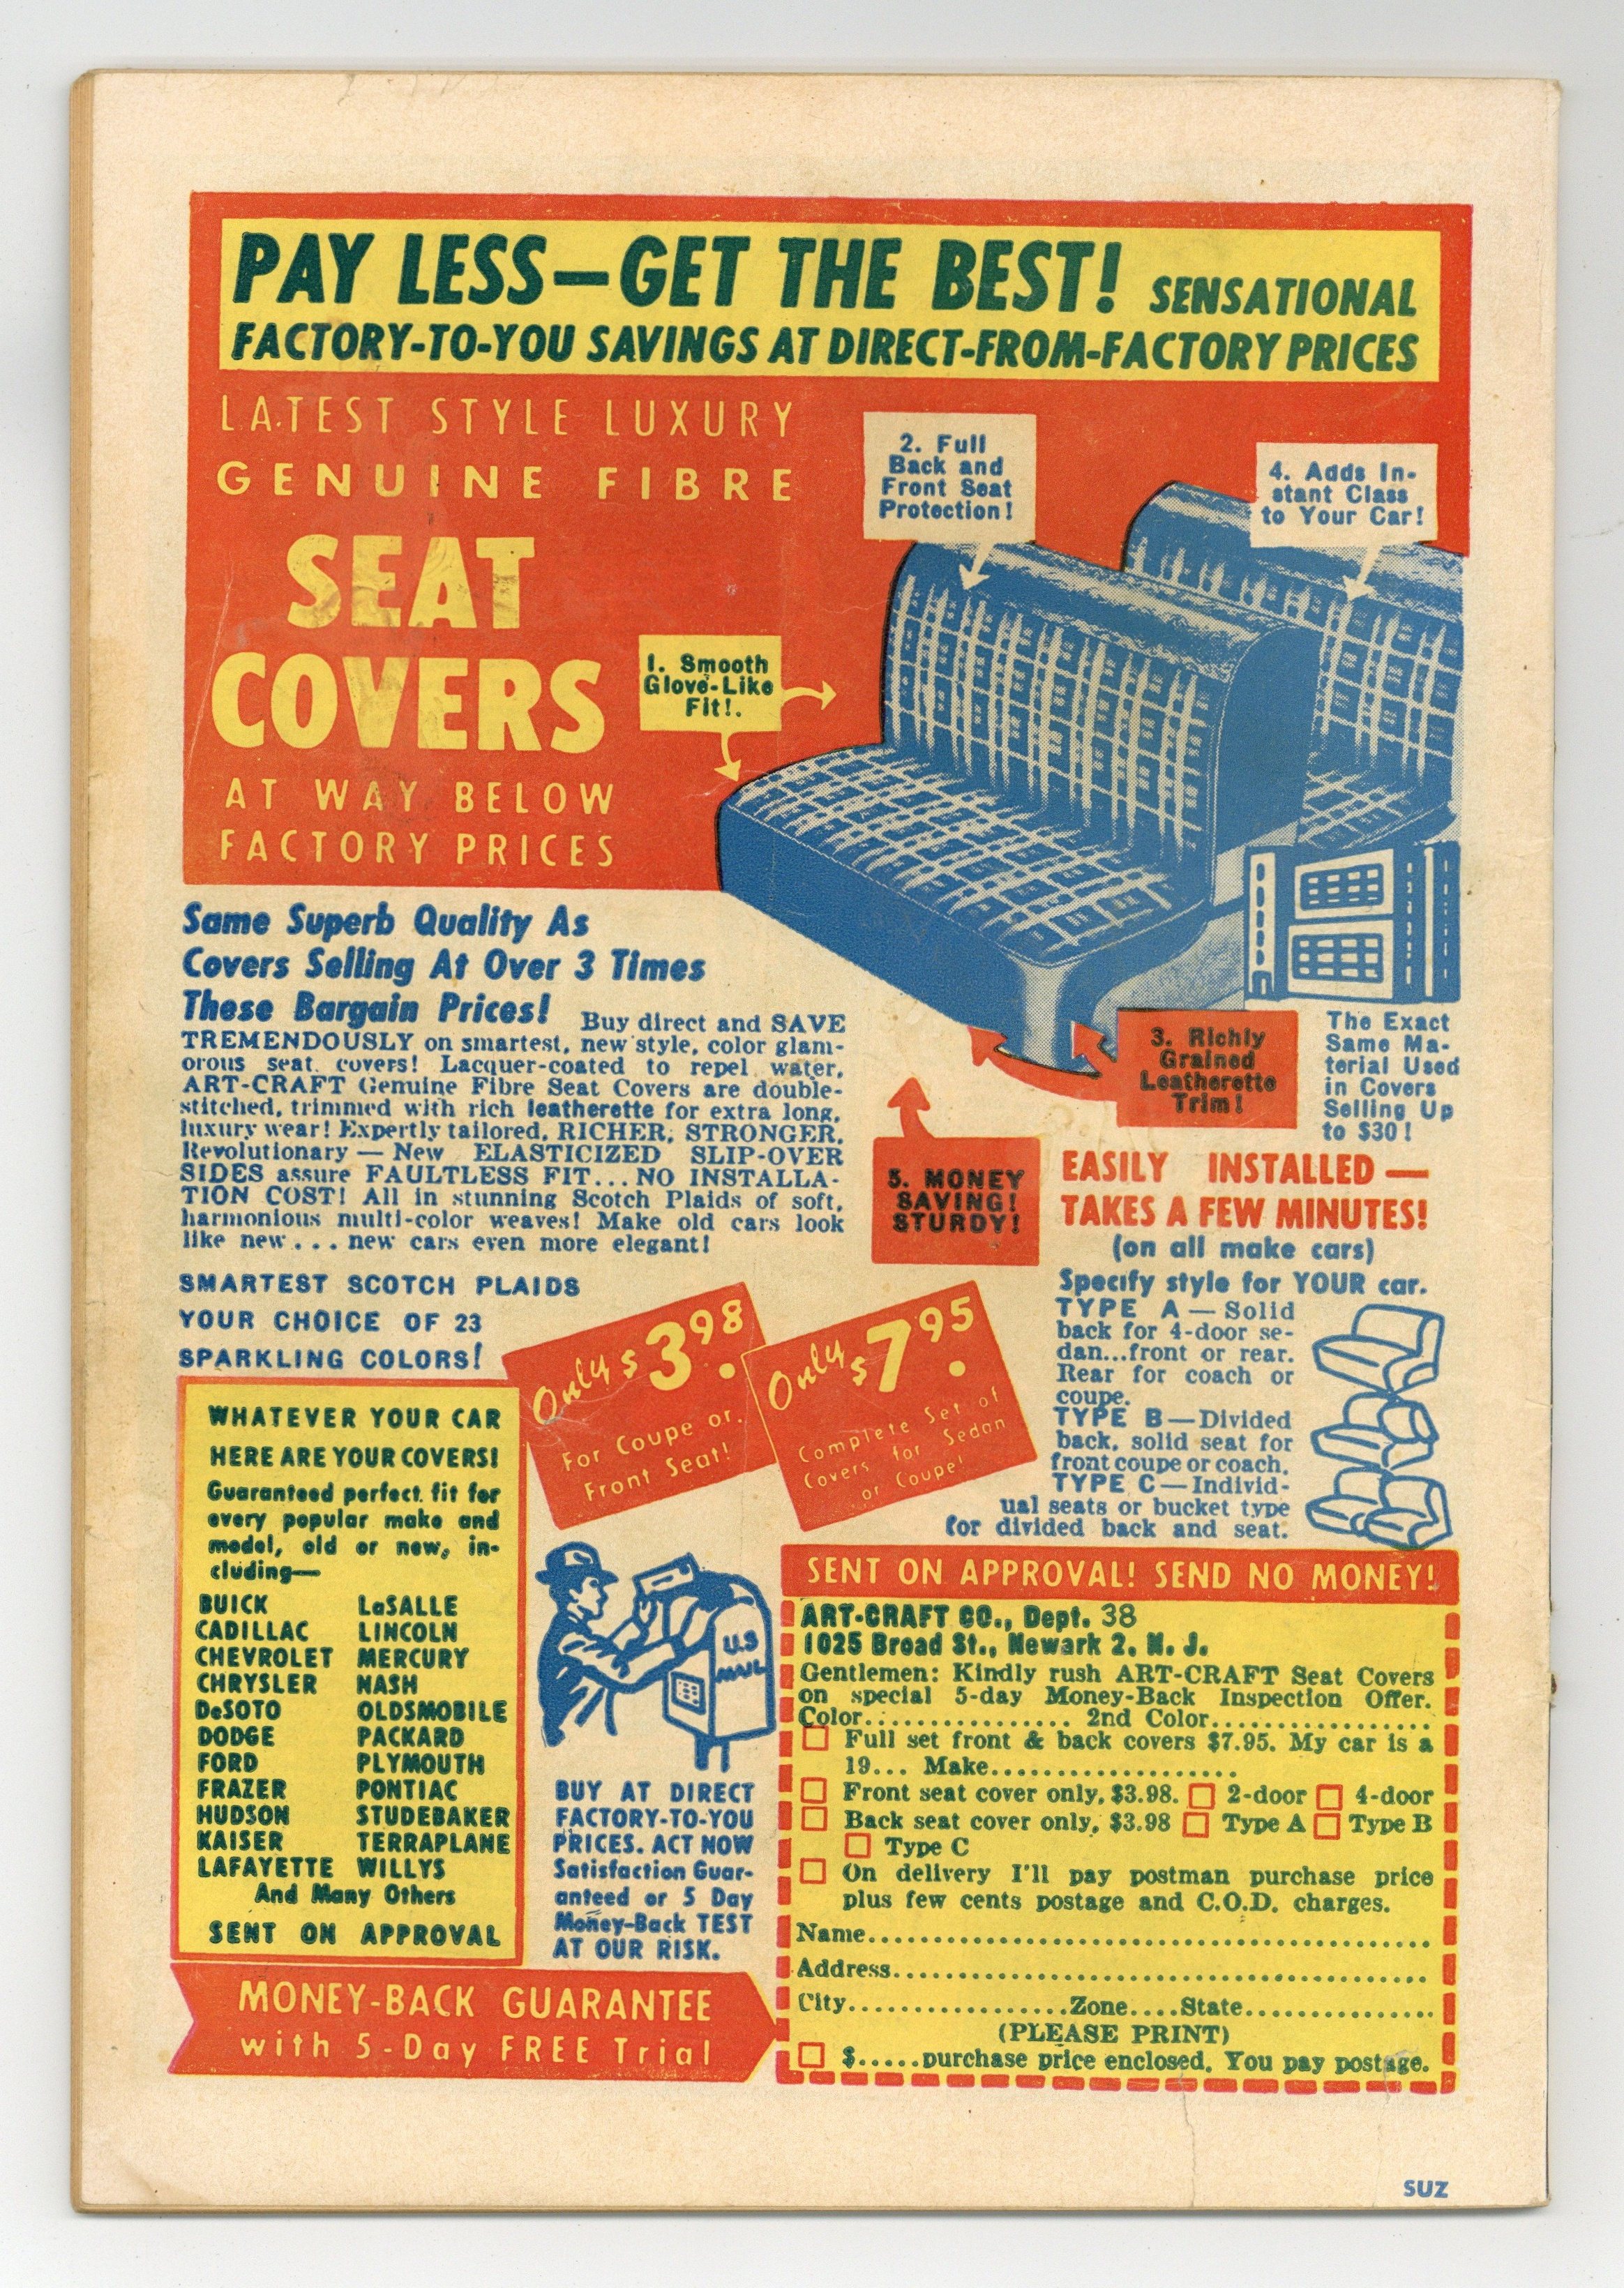 PAY LESS—GET THE BEST! SENSATIONAL
FACTORY-TO-YOU SAVINGS AT DIRECT-FROM-FACTORY PRICES
LATEST STYLE LUXURY
GENUINE FIBRE
SEAT
COVERS
AT WAY BELOW
FACTORY PRICES
1. Smooth
Glove-Like
Fit!.
2. Full
Back and
Front Seat
Protection!
4. Adds In-
stant Class
to Your Car!
3. Richly
Grained
Leatherette
Trim!
The Exact
Same Ma-
terial Used
in Covers
Selling Up
to $30!
5. MONEY
SAVING!
STURDY!
Same Superb Quality As
Covers Selling At Over 3 Times
These Bargain Prices! Buy direct and SAVE
TREMENDOUSLY on smartest, new style, color glam-
orous seat covers! Lacquer-coated to repel water,
ART-CRAFT Genuine Fibre Seat Covers are double-
stitched, trimmed with rich leatherette for extra long,
luxury wear! Expertly tailored, RICHER, STRONGER.
Revolutionary — New ELASTICIZED SLIP-OVER
SIDES assure FAULTLESS FIT... NO INSTALLA-
TION COST! All in stunning Scotch Plaids of soft,
harmonious multi-color weaves! Make old cars look
like new... new cars even more elegant!
SMARTEST SCOTCH PLAIDS
YOUR CHOICE OF 23
SPARKLING COLORS!
Only $3.98
For Coupe or
Front Seat!
Only $7.95
Complete Set of
Covers for Sedan
or Coupe!
EASILY INSTALLED —
TAKES A FEW MINUTES!
(on all make cars)
Specify style for YOUR car.
TYPE A — Solid
back for 4-door se-
dan...front or rear.
Rear for coach or
coupe.
TYPE B — Divided
back, solid seat for
front coupe or coach.
TYPE C — Individ-
ual seats or bucket type
for divided back and seat.
WHATEVER YOUR CAR
HERE ARE YOUR COVERS!
Guaranteed perfect fit for
every popular make and
model, old or new, in-
cluding—
BUICK LaSALLE
CADILLAC LINCOLN
CHEVROLET MERCURY
CHRYSLER NASH
DeSOTO OLDSMOBILE
DODGE PACKARD
FORD PLYMOUTH
FRAZER PONTIAC
HUDSON STUDEBAKER
KAISER TERRAPLANE
LAFAYETTE WILLYS
And Many Others
SENT ON APPROVAL
U.S
MAIL
BUY AT DIRECT
FACTORY-TO-YOU
PRICES. ACT NOW
Satisfaction Guar-
anteed or 5 Day
Money-Back TEST
AT OUR RISK.
MONEY-BACK GUARANTEE
with 5-Day FREE Trial
SENT ON APPROVAL! SEND NO MONEY!
ART-CRAFT CO., Dept. 38
1025 Broad St., Newark 2, N. J.
Gentlemen: Kindly rush ART-CRAFT Seat Covers
on special 5-day Money-Back Inspection Offer.
Color................. 2nd Color..................
Full set front & back covers $7.95. My car is a
19... Make....................
Front seat cover only, $3.98. 2-door 4-door
Back seat cover only, $3.98 Type A Type B
Type C
On delivery I'll pay postman purchase price
plus few cents postage and C.O.D. charges.
Name..............................................
Address...........................................
City....................Zone....State................
(PLEASE PRINT)
$.....purchase price enclosed. You pay postage.
SUZ